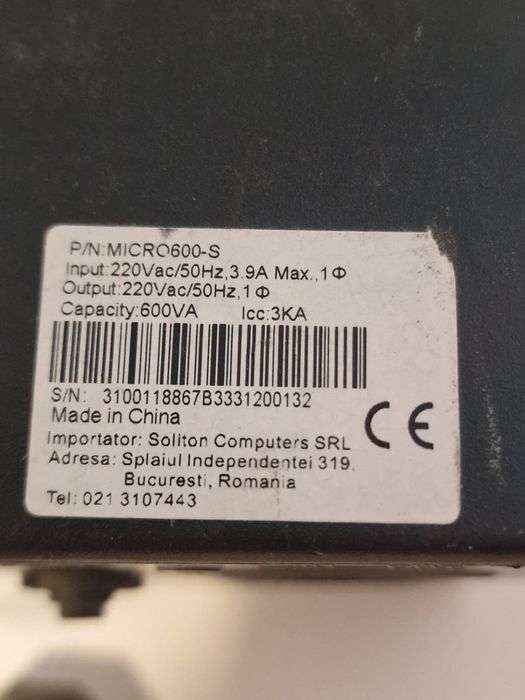 P/N:MICRO600-S
Input:220Vac/50Hz,3.9A Max.,1Φ
Output:220Vac/50Hz,1Φ
Capacity:600VA Icc:3KA
S/N: 3100118867B3331200132
Made in China
CE
Importator: Soliton Computers SRL
Adresa: Splaiul Independentei 319,
Bucuresti, Romania
Tel: 021 3107443